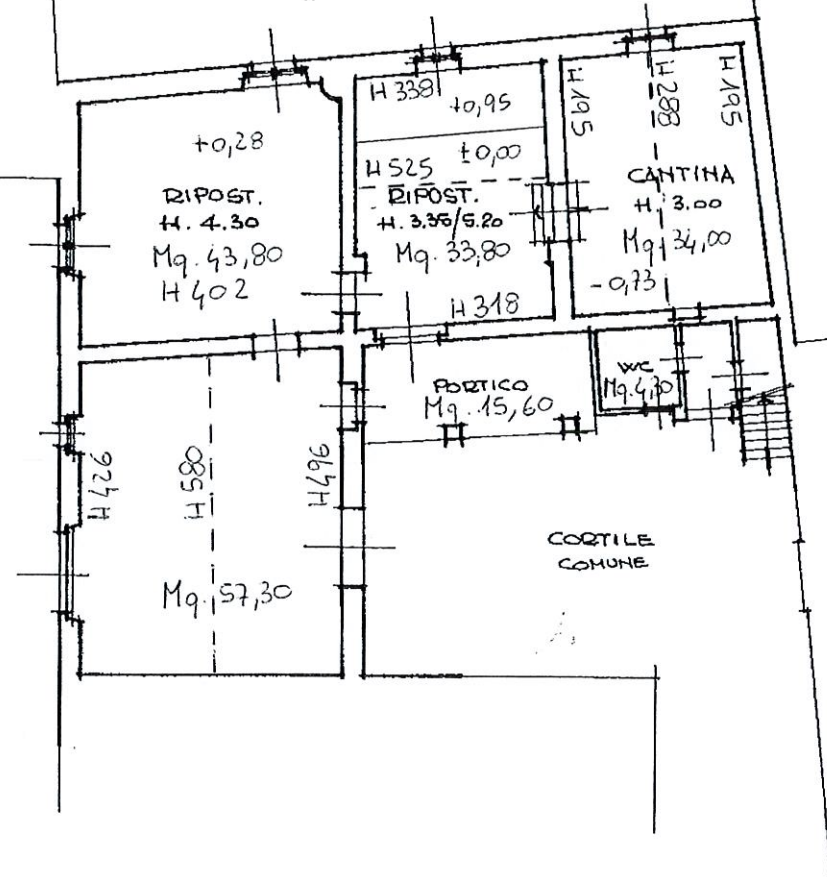 +0,28
RIPOST.
H. 4.30
Mq. 43,80
H 402
H 338
+0,95
H 525
±0,00
RIPOST.
H. 3.35/5.20
Mq. 33,80
H 318
H 195
H 288
H 195
CANTINA
H. 3.00
Mq. 34,00
-0,73
PORTICO
Mq. 15,60
WC
Mq. 4,30
H 426
H 580
H 496
Mq. 57,30
CORTILE
COMUNE